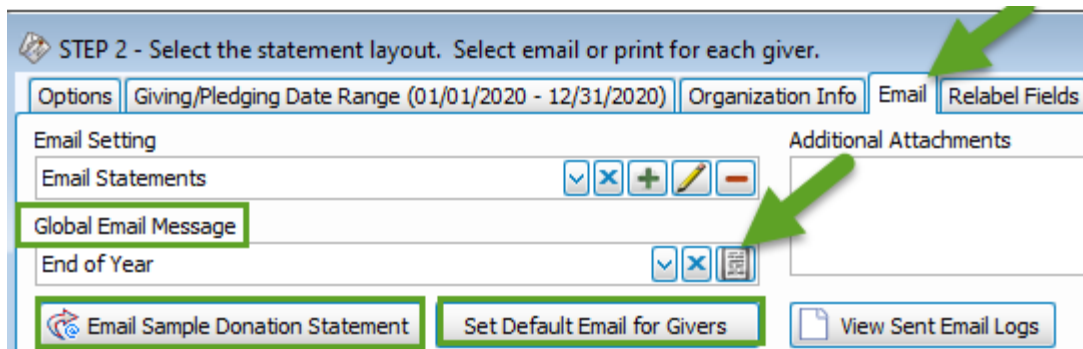 STEP 2 - Select the statement layout. Select email or print for each giver.
Options Giving/Pledging Date Range (01/01/2020 - 12/31/2020) Organization Info Email Relabel Fields
Email Setting Additional Attachments
Email Statements
Global Email Message
End of Year
Email Sample Donation Statement Set Default Email for Givers View Sent Email Logs